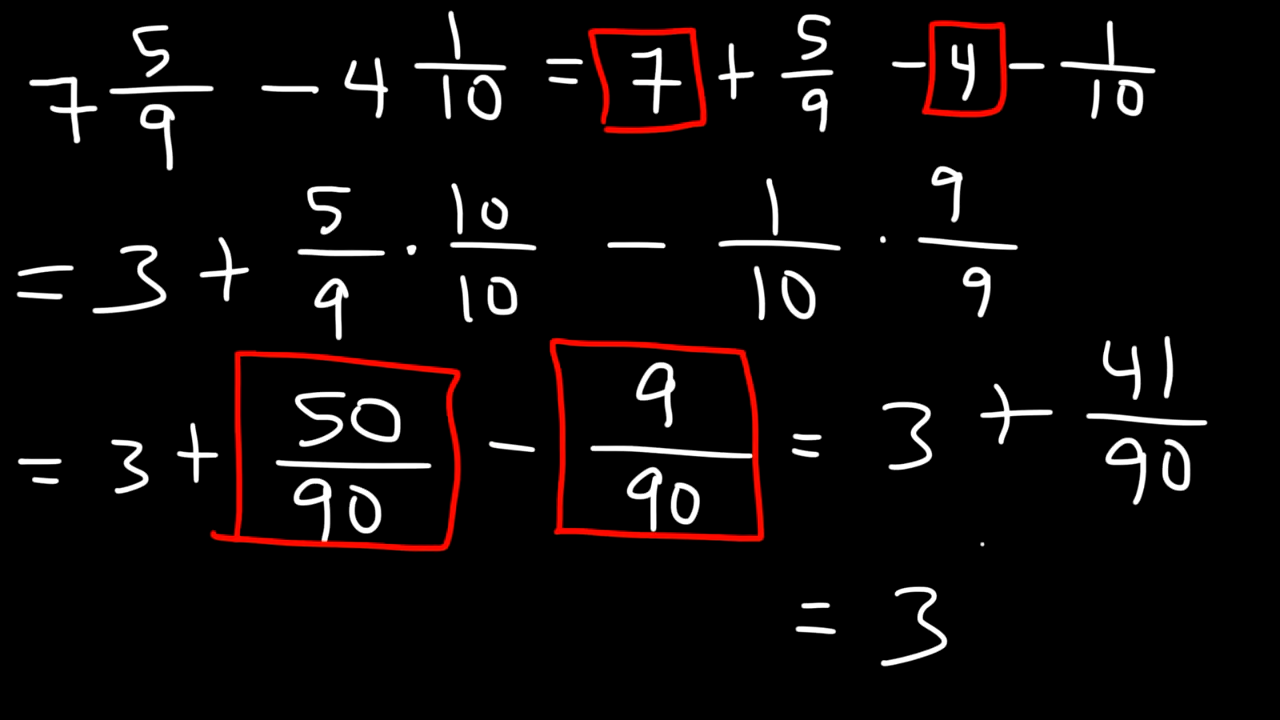 7 5/9 - 4 1/10 = 7 + 5/9 - 4 - 1/10
= 3 + 5/9 · 10/10 - 1/10 · 9/9
= 3 + 50/90 - 9/90 = 3 + 41/90
= 3